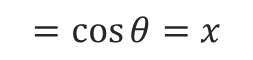 = cos θ = x